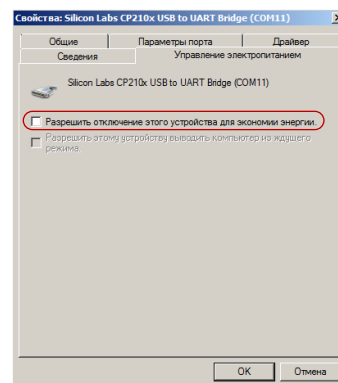 Свойства: Silicon Labs CP210x USB to UART Bridge (COM11)
Общие Параметры порта Драйвер
Сведения Управление электропитанием
Silicon Labs CP210x USB to UART Bridge (COM11)
Разрешить отключение этого устройства для экономии энергии.
Разрешить этому устройству выводить компьютер из ждущего
режима.
OK Отмена